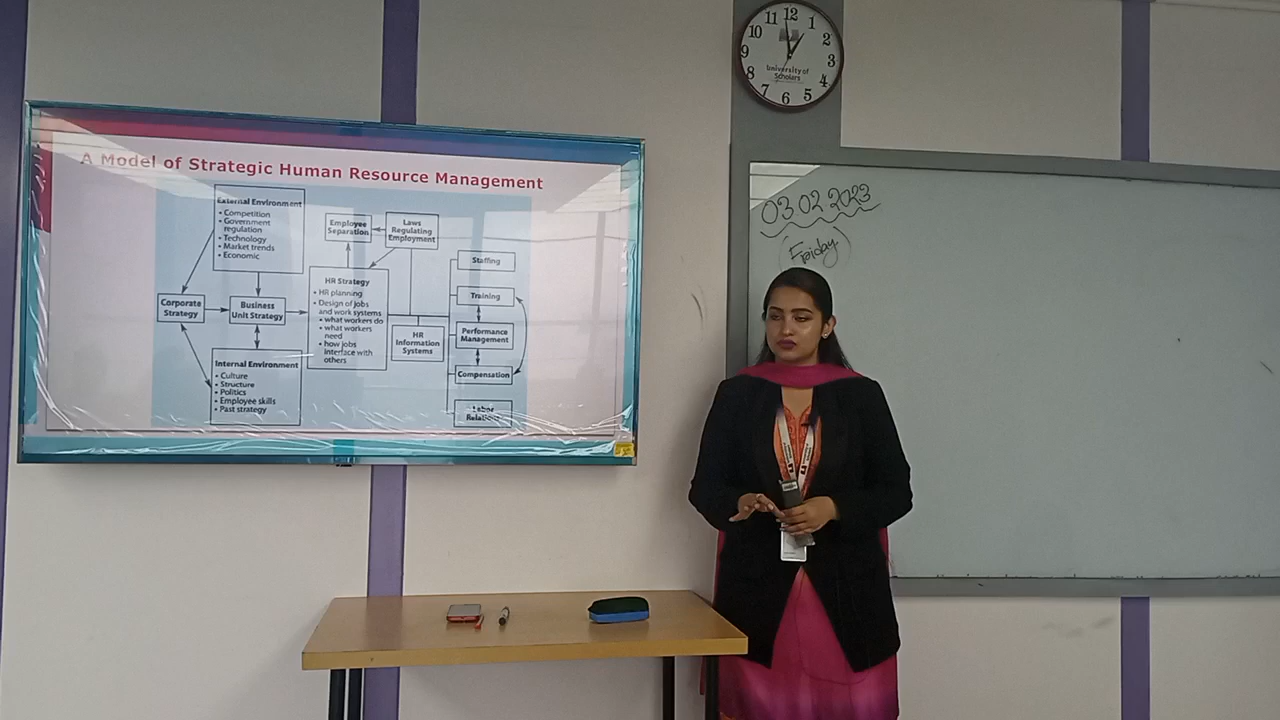 A Model of Strategic Human Resource Management
External Environment
• Competition
• Government
regulation
• Technology
• Market trends
• Economic
Corporate
Strategy
Business
Unit Strategy
Internal Environment
• Culture
• Structure
• Politics
• Employee skills
• Past strategy
Employee
Separation
Laws
Regulating
Employment
HR Strategy
• HR planning
• Design of jobs
and work systems
• what workers do
• what workers
need
• how jobs
interface with
others
HR
Information
Systems
Staffing
Training
Performance
Management
Compensation
Labor
Relations
12
1
2
3
4
5
6
7
8
9
10
11
University of
Scholars
03 02 2023
(Friday)